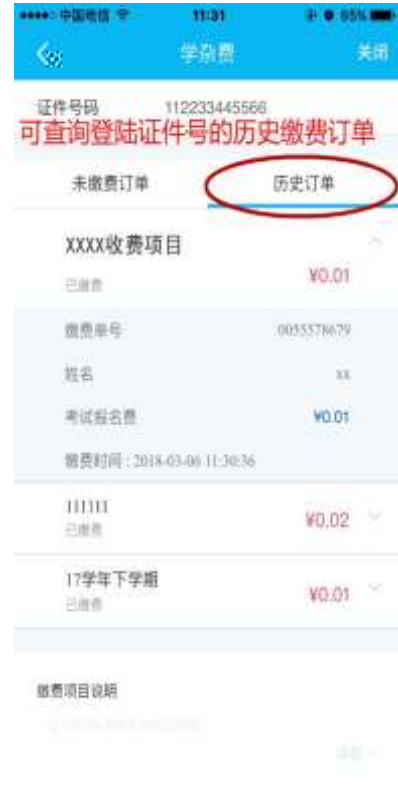 中国电信 11:31 65%
学杂费 关闭
证件号码 112233445566
可查询登陆证件号的历史缴费订单
未缴费订单 历史订单
XXXX收费项目
已缴费 ¥0.01
缴费单号 0055578679
姓名 xx
考试报名费 ¥0.01
缴费时间：2018-03-06 11:30:36
111111
已缴费 ¥0.02
17学年下学期
已缴费 ¥0.01
缴费项目说明